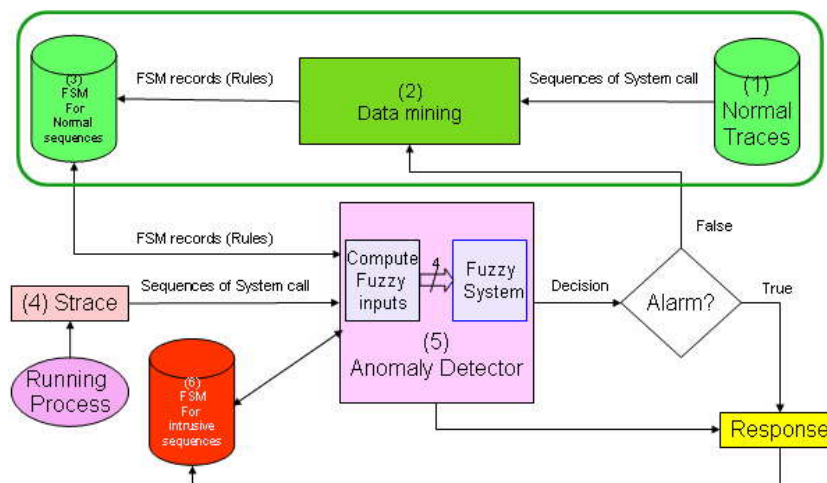 (3)
FSM
For
Normal
sequences
FSM records (Rules)
(2)
Data mining
Sequences of System call
(1)
Normal
Traces
FSM records (Rules)
Sequences of System call
(4) Strace
Running
Process
(6)
FSM
For
intrusive
sequences
Compute
Fuzzy
inputs
4
Fuzzy
System
(5)
Anomaly Detector
Decision
Alarm?
False
True
Response